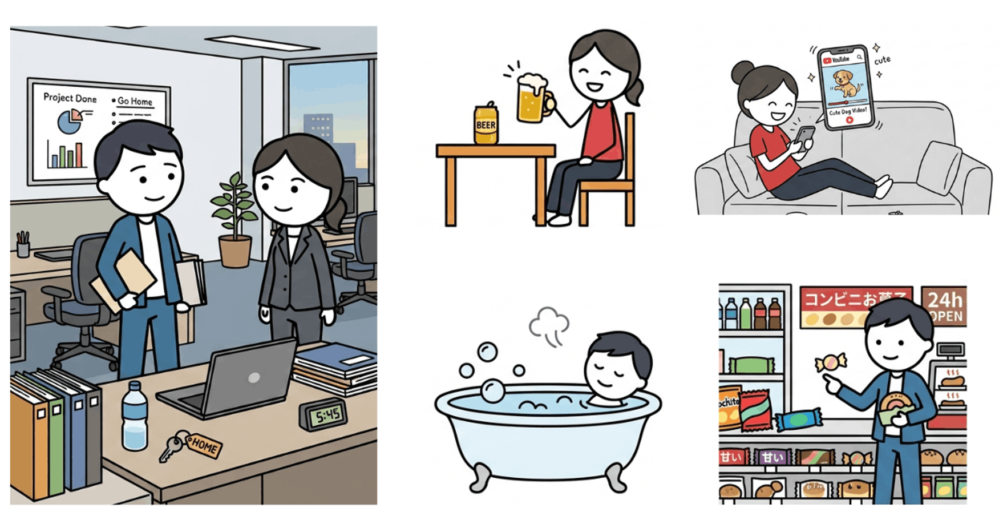 Project Done
• Go Home
5:45
HOME
BEER
YouTube
cute
Cute Dog Video!
コンビニお菓子
24h
OPEN
甘い
甘い